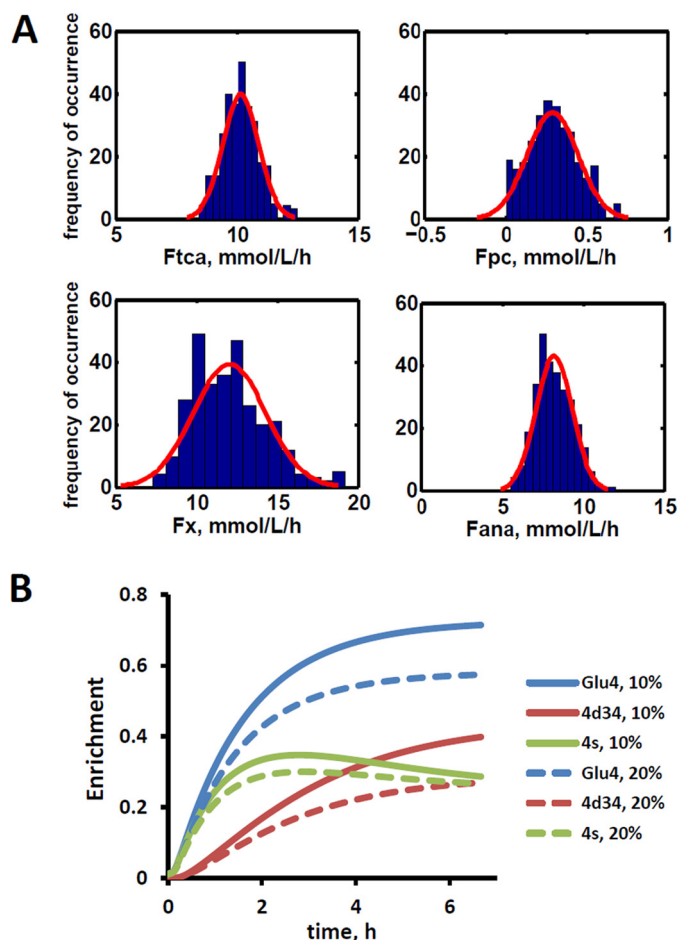 A
frequency of occurrence
60
40
20
0
5 10 15
Ftca, mmol/L/h
60
40
20
0
−0.5 0 0.5 1
Fpc, mmol/L/h
frequency of occurrence
60
40
20
0
5 10 15 20
Fx, mmol/L/h
60
40
20
0
0 5 10 15
Fana, mmol/L/h
B
Enrichment
0.8
0.6
0.4
0.2
0
0 2 4 6
time, h
Glu4, 10%
4d34, 10%
4s, 10%
Glu4, 20%
4d34, 20%
4s, 20%